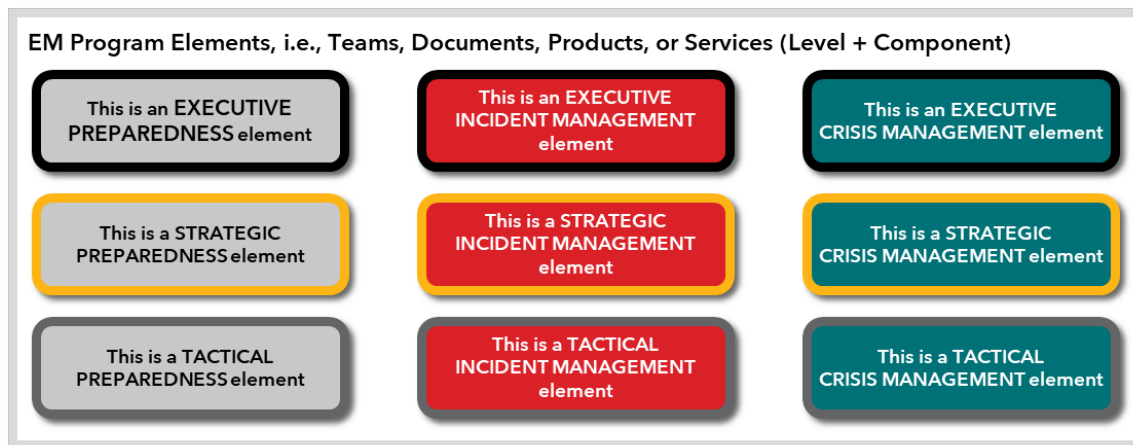 EM Program Elements, i.e., Teams, Documents, Products, or Services (Level + Component)
This is an EXECUTIVE
PREPAREDNESS element
This is an EXECUTIVE
INCIDENT MANAGEMENT
element
This is an EXECUTIVE
CRISIS MANAGEMENT element
This is a STRATEGIC
PREPAREDNESS element
This is a STRATEGIC
INCIDENT MANAGEMENT
element
This is a STRATEGIC
CRISIS MANAGEMENT element
This is a TACTICAL
PREPAREDNESS element
This is a TACTICAL
INCIDENT MANAGEMENT
element
This is a TACTICAL
CRISIS MANAGEMENT element